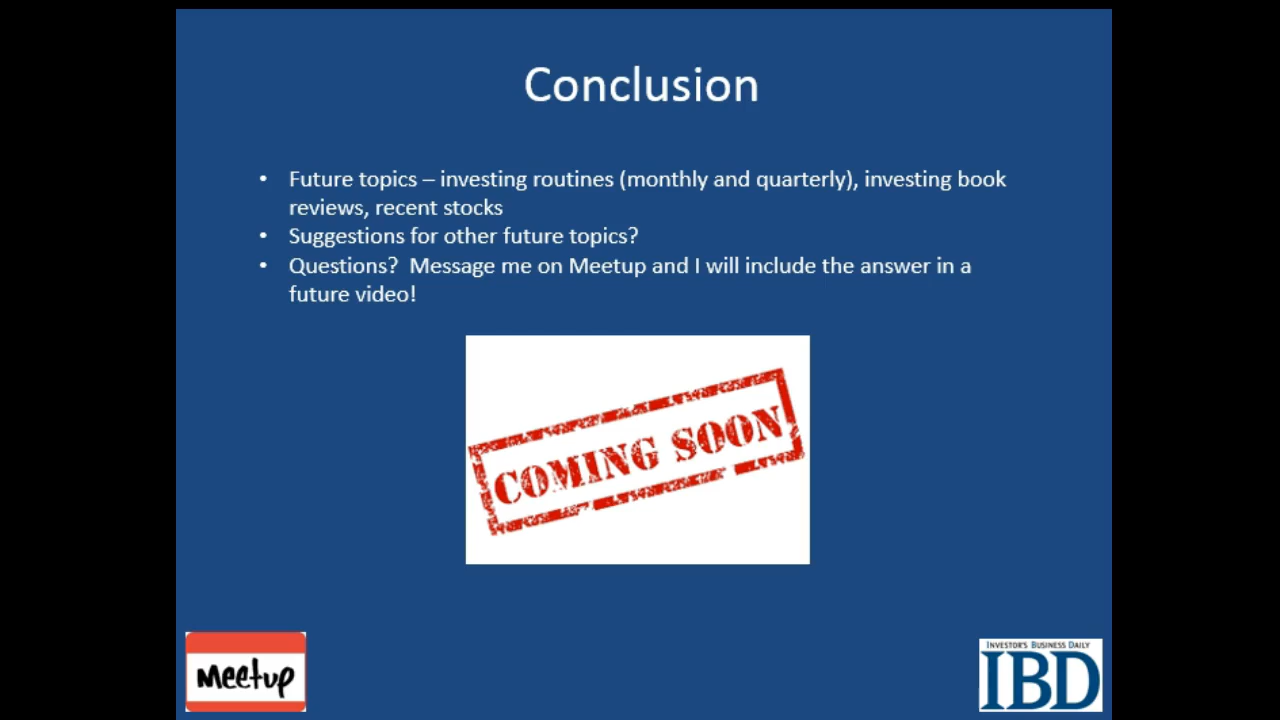 Conclusion
• Future topics – investing routines (monthly and quarterly), investing book
reviews, recent stocks
• Suggestions for other future topics?
• Questions?  Message me on Meetup and I will include the answer in a
future video!
COMING SOON
Meetup
INVESTOR'S BUSINESS DAILY
IBD